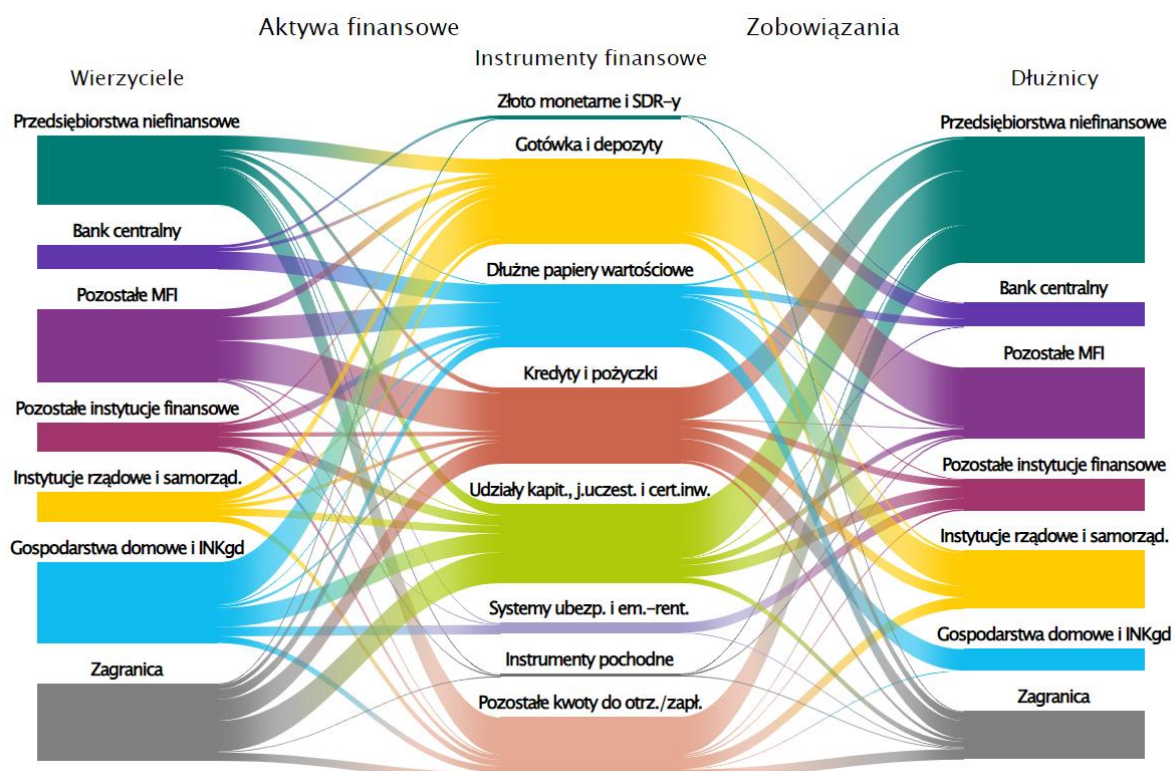 Aktywa finansowe
Zobowiązania
Instrumenty finansowe
Wierzyciele
Dłużnicy
Złoto monetarne i SDR-y
Przedsiębiorstwa niefinansowe
Przedsiębiorstwa niefinansowe
Gotówka i depozyty
Bank centralny
Dłużne papiery wartościowe
Bank centralny
Pozostałe MFI
Pozostałe MFI
Kredyty i pożyczki
Pozostałe instytucje finansowe
Pozostałe instytucje finansowe
Instytucje rządowe i samorząd.
Udziały kapit., j.uczest. i cert.inw.
Instytucje rządowe i samorząd.
Gospodarstwa domowe i INKgd
Systemy ubezp. i em.-rent.
Gospodarstwa domowe i INKgd
Zagranica
Instrumenty pochodne
Zagranica
Pozostałe kwoty do otrz./zapł.